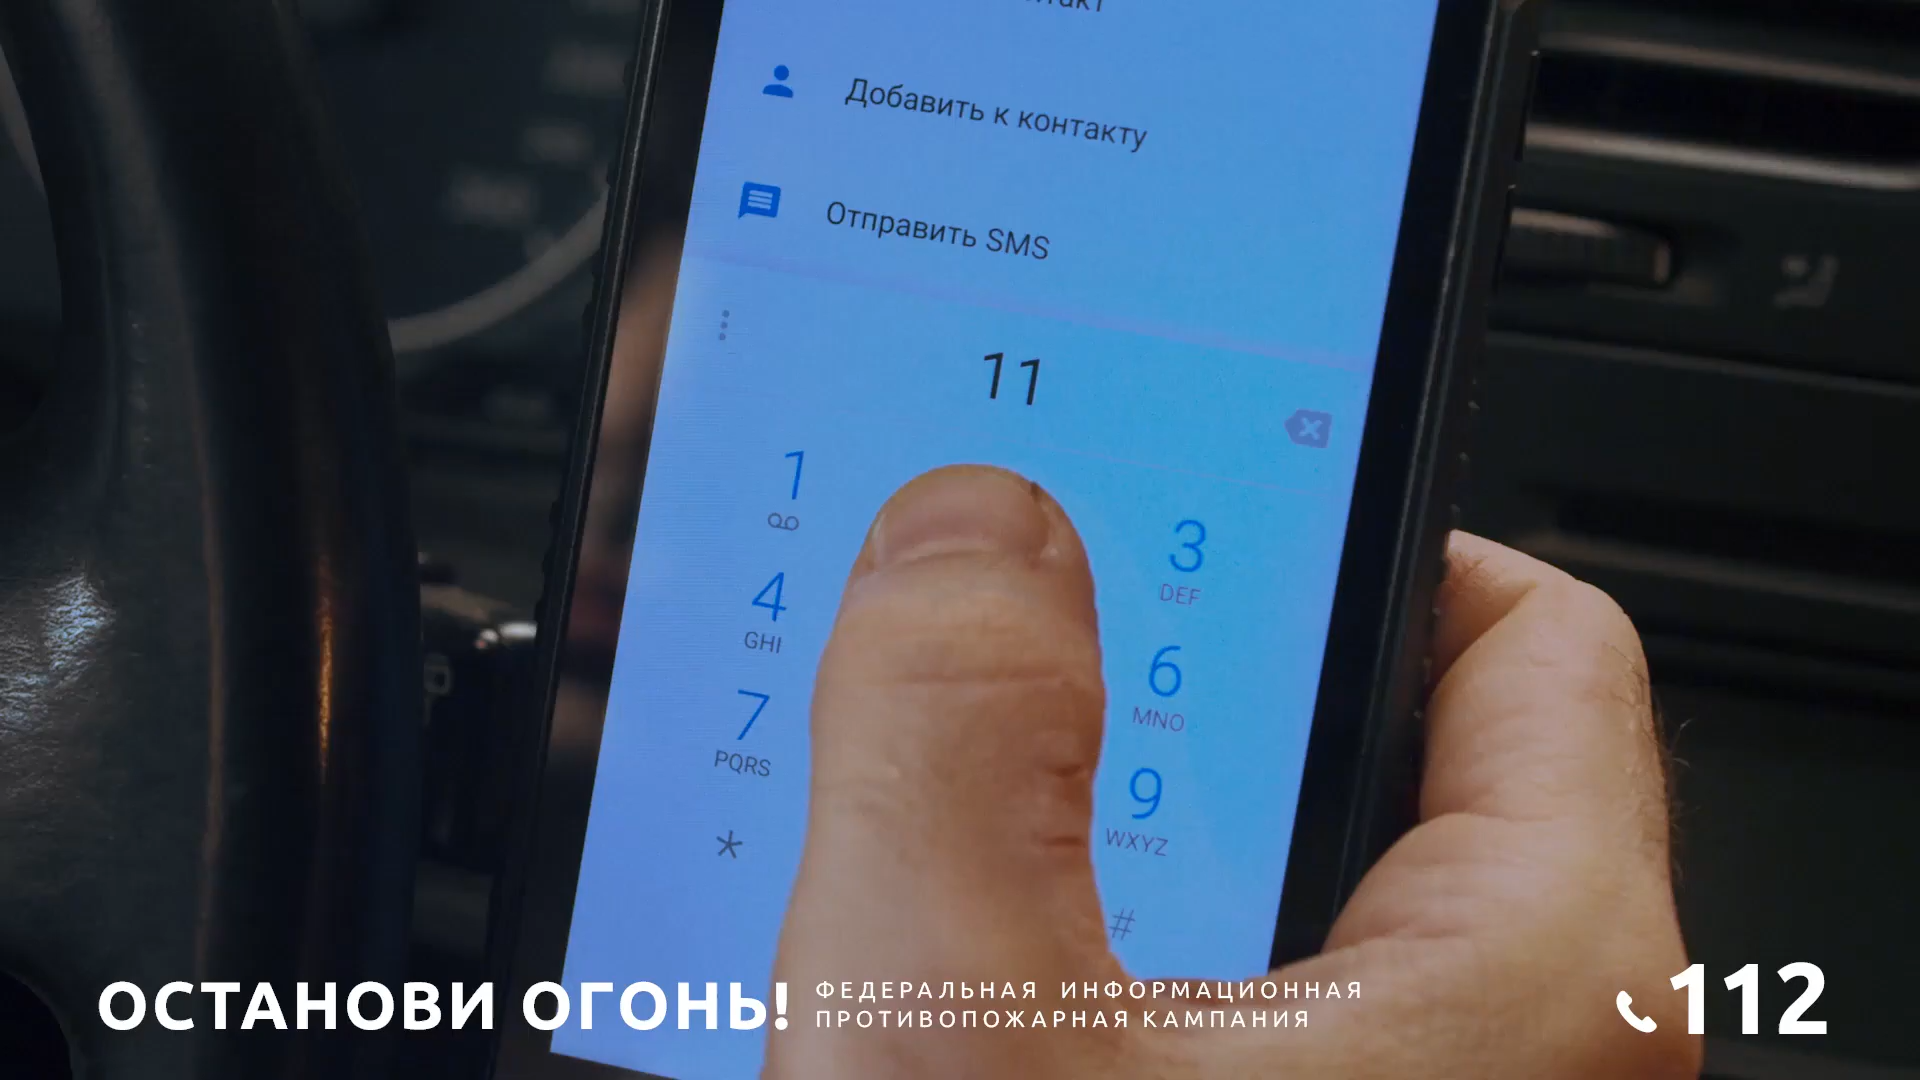 Добавить к контакту
Отправить SMS
11
1
3
DEF
4
GHI
6
MNO
7
PQRS
9
WXYZ
*
#
ОСТАНОВИ ОГОНЬ!
ФЕДЕРАЛЬНАЯ ИНФОРМАЦИОННАЯ
ПРОТИВОПОЖАРНАЯ КАМПАНИЯ
112